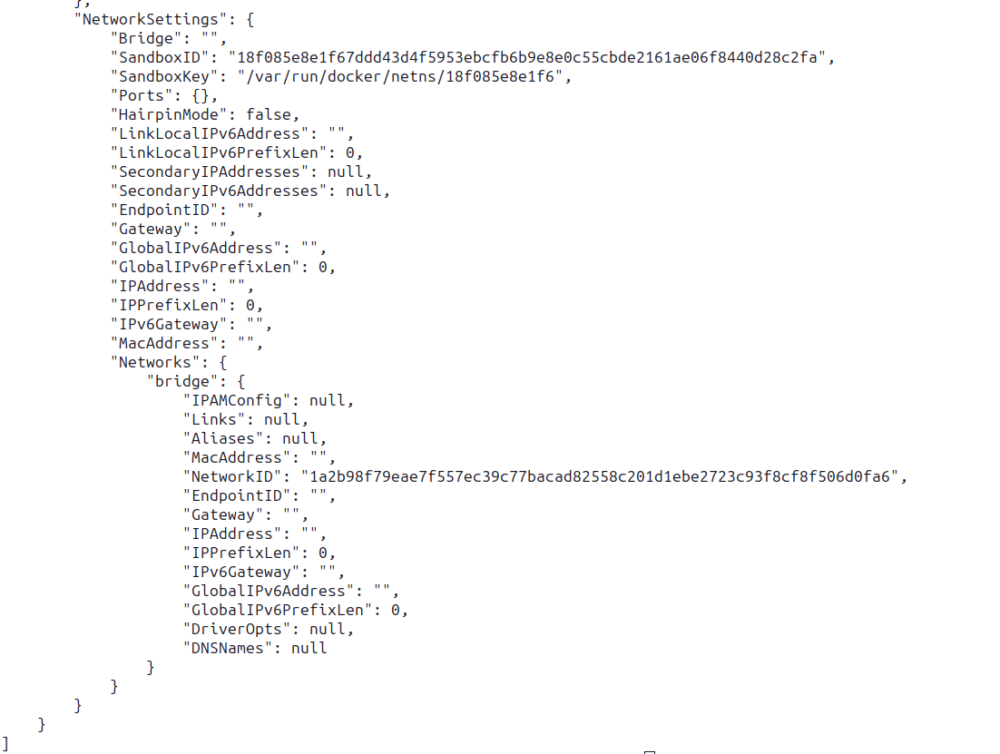 },
"NetworkSettings": {
"Bridge": "",
"SandboxID": "18f085e8e1f67ddd43d4f5953ebcfb6b9e8e0c55cbde2161ae06f8440d28c2fa",
"SandboxKey": "/var/run/docker/netns/18f085e8e1f6",
"Ports": {},
"HairpinMode": false,
"LinkLocalIPv6Address": "",
"LinkLocalIPv6PrefixLen": 0,
"SecondaryIPAddresses": null,
"SecondaryIPv6Addresses": null,
"EndpointID": "",
"Gateway": "",
"GlobalIPv6Address": "",
"GlobalIPv6PrefixLen": 0,
"IPAddress": "",
"IPPrefixLen": 0,
"IPv6Gateway": "",
"MacAddress": "",
"Networks": {
"bridge": {
"IPAMConfig": null,
"Links": null,
"Aliases": null,
"MacAddress": "",
"NetworkID": "1a2b98f79eae7f557ec39c77bacad82558c201d1ebe2723c93f8cf8f506d0fa6",
"EndpointID": "",
"Gateway": "",
"IPAddress": "",
"IPPrefixLen": 0,
"IPv6Gateway": "",
"GlobalIPv6Address": "",
"GlobalIPv6PrefixLen": 0,
"DriverOpts": null,
"DNSNames": null
}
}
}
}
]